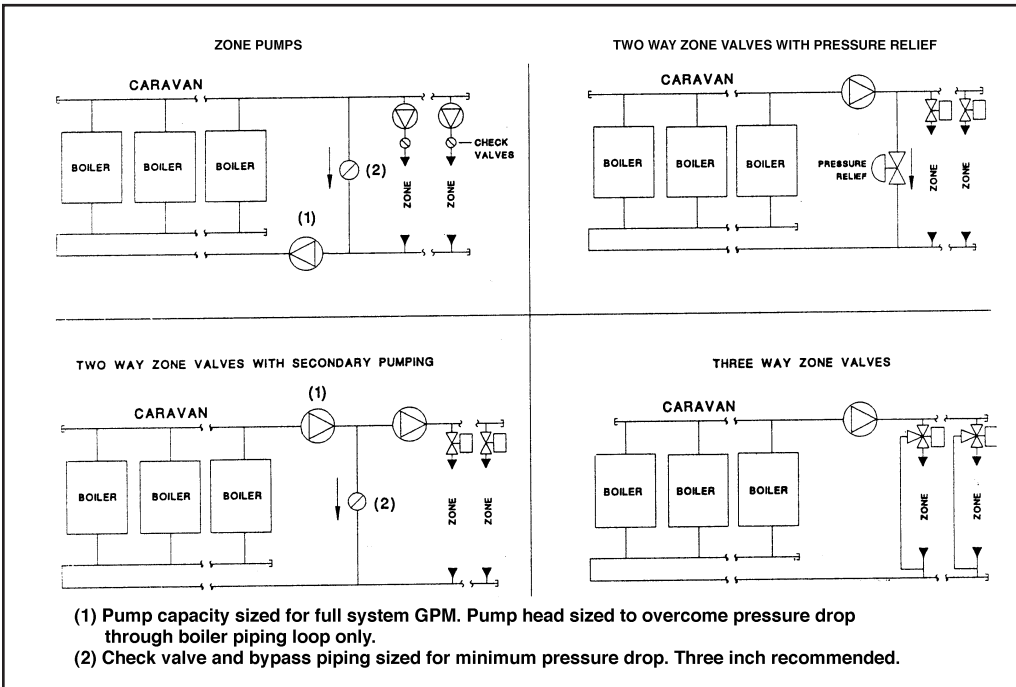 ZONE PUMPS
CARAVAN
BOILER
BOILER
BOILER
(2)
(1)
CHECK
VALVES
ZONE
ZONE
TWO WAY ZONE VALVES WITH PRESSURE RELIEF
CARAVAN
BOILER
BOILER
BOILER
PRESSURE
RELIEF
ZONE
ZONE
TWO WAY ZONE VALVES WITH SECONDARY PUMPING
(1)
CARAVAN
BOILER
BOILER
BOILER
(2)
ZONE
ZONE
THREE WAY ZONE VALVES
CARAVAN
BOILER
BOILER
BOILER
ZONE
ZONE
(1) Pump capacity sized for full system GPM. Pump head sized to overcome pressure drop
through boiler piping loop only.
(2) Check valve and bypass piping sized for minimum pressure drop. Three inch recommended.